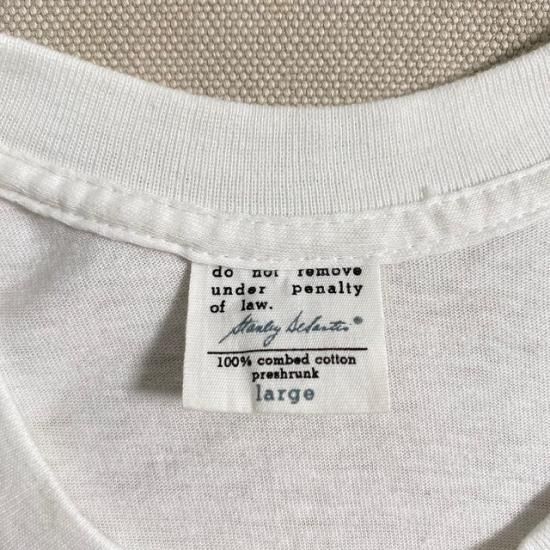 do not remove
under penalty
of law.
Stanley DeSantis®
100% combed cotton
preshrunk
large